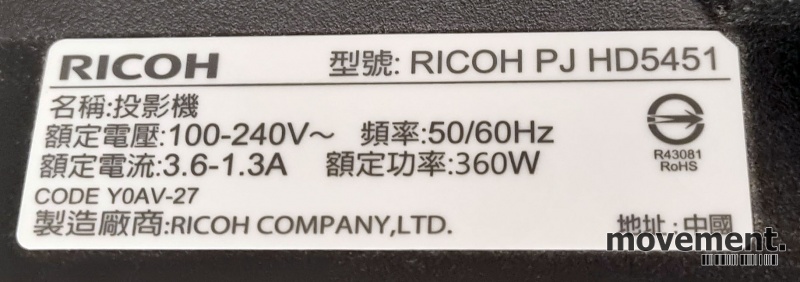 RICOH 型號: RICOH PJ HD5451
名稱:投影機
額定電壓:100-240V～ 頻率:50/60Hz
額定電流:3.6-1.3A 額定功率:360W
R43081
RoHS
CODE Y0AV-27
製造廠商:RICOH COMPANY,LTD. 地址:中國
movement.